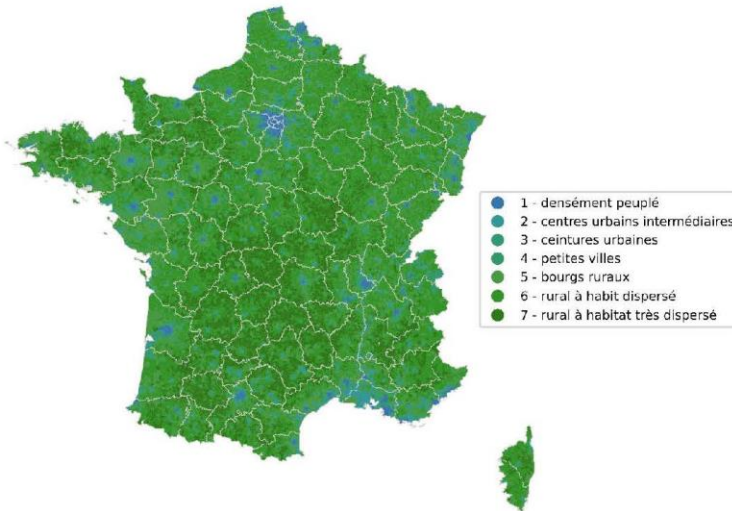 1 - densément peuplé
2 - centres urbains intermédiaires
3 - ceintures urbaines
4 - petites villes
5 - bourgs ruraux
6 - rural à habit dispersé
7 - rural à habitat très dispersé